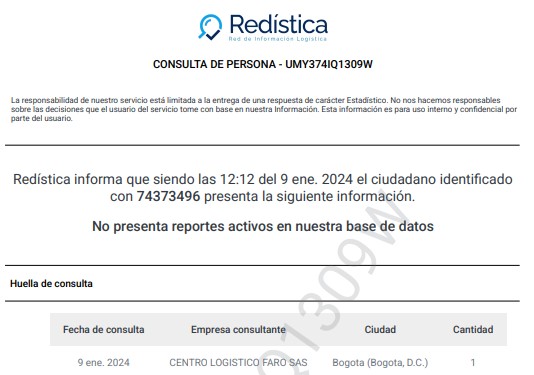 Redística
Red de Información Logística
CONSULTA DE PERSONA - UMY374IQ1309W
La responsabilidad de nuestro servicio está limitada a la entrega de una respuesta de carácter Estadístico. No nos hacemos responsables
sobre las decisiones que el usuario del servicio tome con base en nuestra Información. Esta información es para uso interno y confidencial por
parte del usuario.
Redística informa que siendo las 12:12 del 9 ene. 2024 el ciudadano identificado
con 74373496 presenta la siguiente información.
No presenta reportes activos en nuestra base de datos
Huella de consulta
Fecha de consulta Empresa consultante Ciudad Cantidad
9 ene. 2024 CENTRO LOGISTICO FARO SAS Bogota (Bogota, D.C.) 1
Q1309W